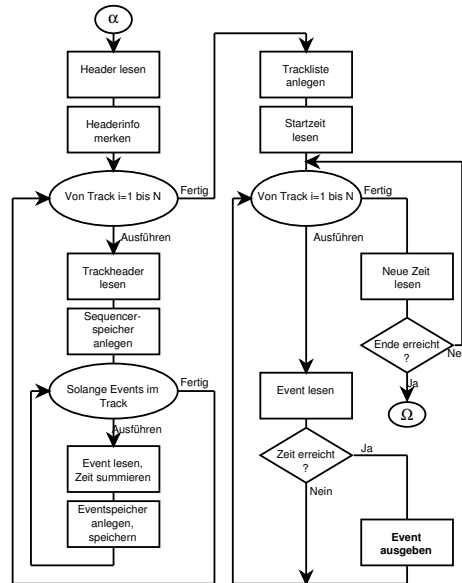 α
Header lesen
Headerinfo
merken
Von Track i=1 bis N
Fertig
Ausführen
Trackheader
lesen
Sequencer-
speicher
anlegen
Solange Events im
Track
Fertig
Ausführen
Event lesen,
Zeit summieren
Eventspeicher
anlegen,
speichern
Trackliste
anlegen
Startzeit
lesen
Von Track i=1 bis N
Fertig
Ausführen
Neue Zeit
lesen
Ende erreicht
?
Nein
Ja
Ω
Event lesen
Zeit erreicht
?
Ja
Nein
Event
ausgeben